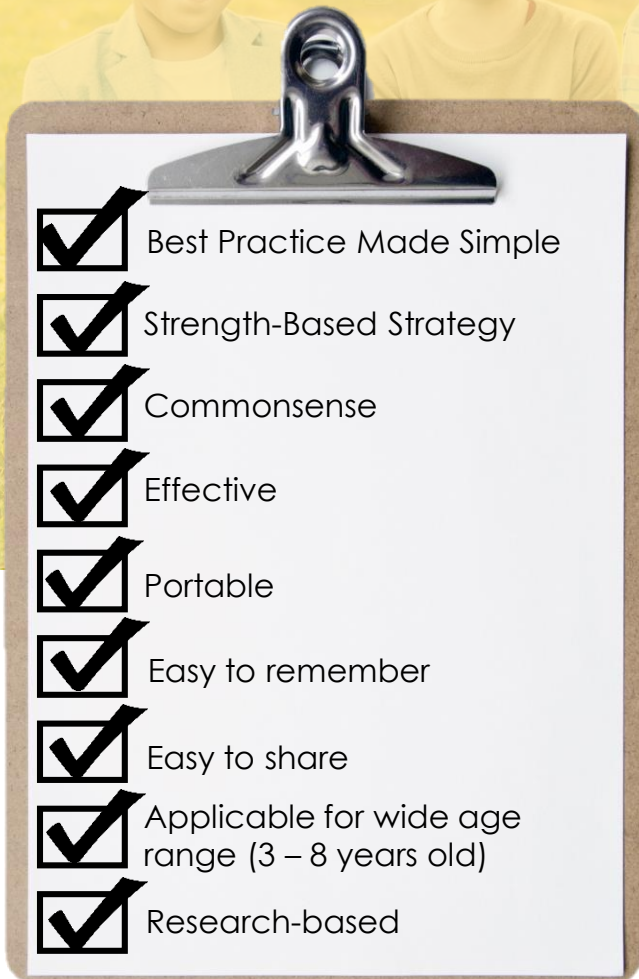 Best Practice Made Simple
Strength-Based Strategy
Commonsense
Effective
Portable
Easy to remember
Easy to share
Applicable for wide age
range (3 – 8 years old)
Research-based